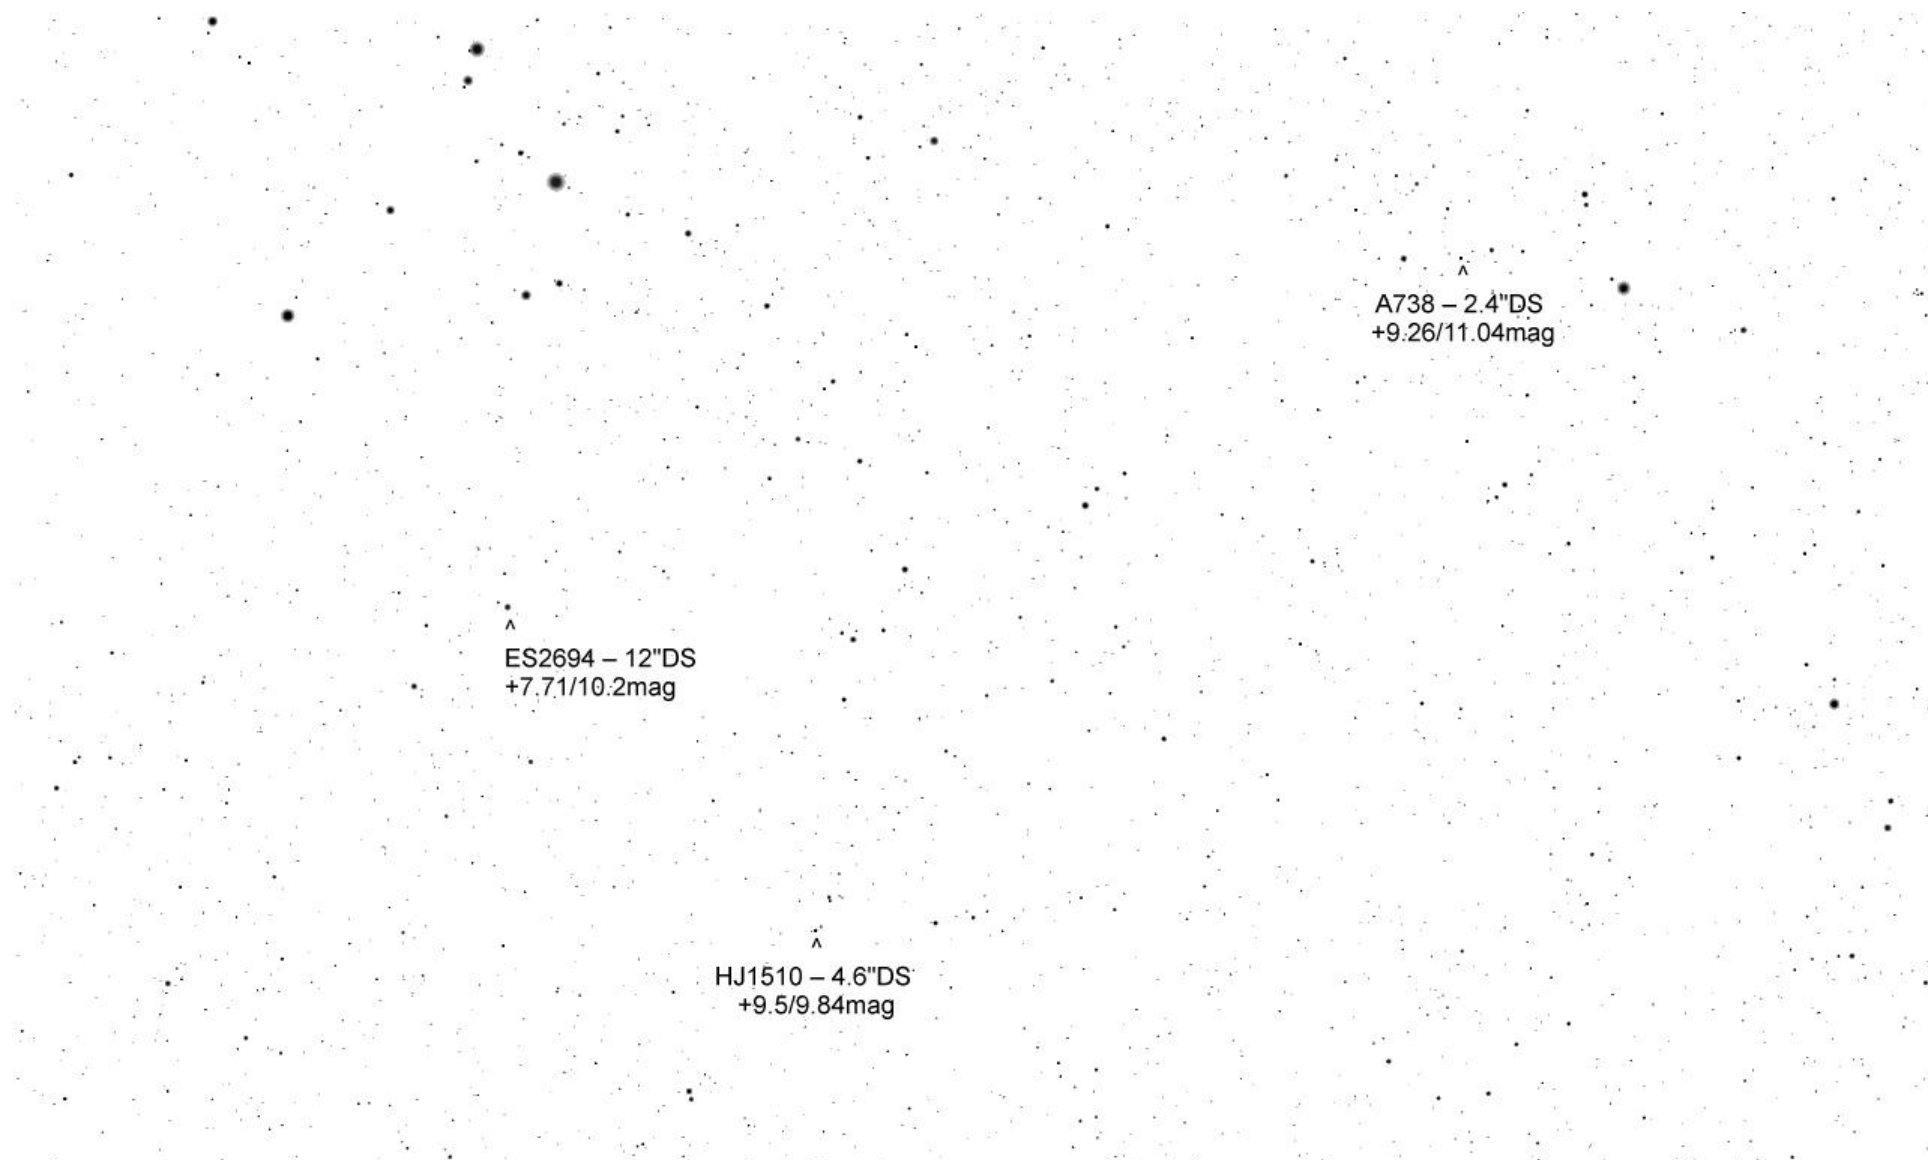 A738 – 2.4"DS
+9.26/11.04mag
ES2694 – 12"DS
+7.71/10.2mag
HJ1510 – 4.6"DS
+9.5/9.84mag